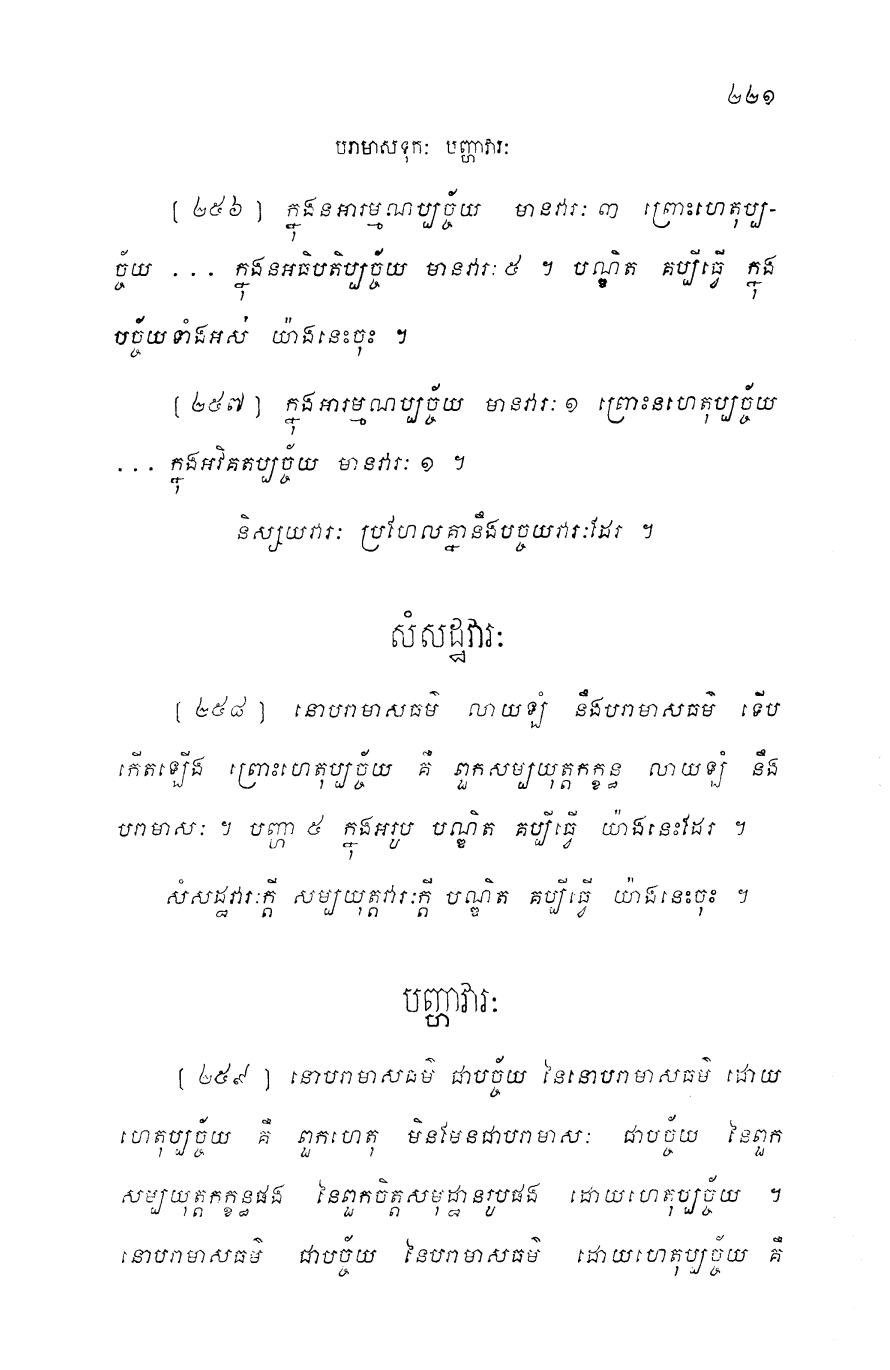 ២២១
បរាមាសទុកៈ បញ្ហាវារៈ
[ ២៥៦ ] ក្នុងនអារម្មណប្បច្ច័យ មានវារៈ ៣ ព្រោះហេតុប្ប-
ច្ច័យ ... ក្នុងនអធិបតិប្បច្ច័យ មានវារៈ ៥ ។ បណ្ឌិត គប្បីធ្វើ ក្នុង
បច្ច័យទាំងអស់ យ៉ាងនេះចុះ ។
[ ២៥៧ ] ក្នុងអារម្មណប្បច្ច័យ មានវារៈ ១ ព្រោះនហេតុប្បច្ច័យ
... ក្នុងអវិគតប្បច្ច័យ មានវារៈ ១ ។
និស្សយវារៈ ប្រហែលគ្នានឹងបច្ចយវារៈដែរ ។
សំសដ្ឋវារៈ
[ ២៥៨ ] នោបរាមាសធម៌ លាយឡំ នឹងបរាមាសធម៌ ទើប
កើតឡើង ព្រោះហេតុប្បច្ច័យ គឺ ពួកសម្បយុត្តកក្ខន្ធ លាយឡំ នឹង
បរាមាសៈ ។ បញ្ហា ៥ ក្នុងអរូប បណ្ឌិត គប្បីធ្វើ យ៉ាងនេះដែរ ។
សំសដ្ឋវារៈក្តី សម្បយុត្តវារៈក្តី បណ្ឌិត គប្បីធ្វើ យ៉ាងនេះចុះ ។
បញ្ហាវារៈ
[ ២៥៩ ] នោបរាមាសធម៌ ជាបច្ច័យ នៃនោបរាមាសធម៌ ដោយ
ហេតុប្បច្ច័យ គឺ ពួកហេតុ មិនមែនជាបរាមាសៈ ជាបច្ច័យ នៃពួក
សម្បយុត្តកក្ខន្ធផង នៃពួកចិត្តសមុដ្ឋានរូបផង ដោយហេតុប្បច្ច័យ ។
នោបរាមាសធម៌ ជាបច្ច័យ នៃបរាមាសធម៌ ដោយហេតុប្បច្ច័យ គឺ